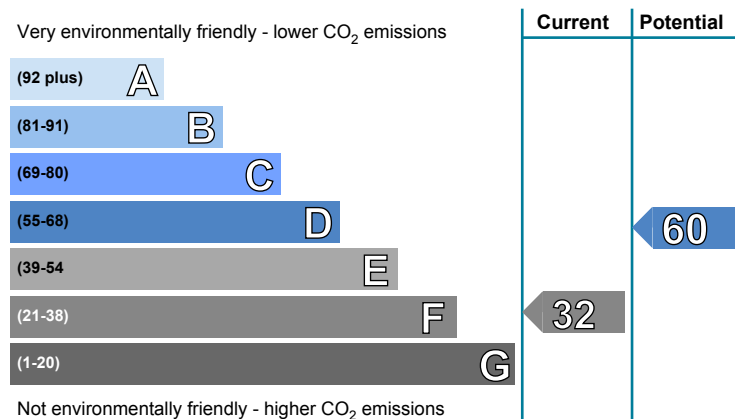 Very environmentally friendly - lower CO₂ emissions
Current
Potential
(92 plus) A
(81-91) B
(69-80) C
(55-68) D
60
(39-54 E
(21-38) F
32
(1-20) G
Not environmentally friendly - higher CO₂ emissions